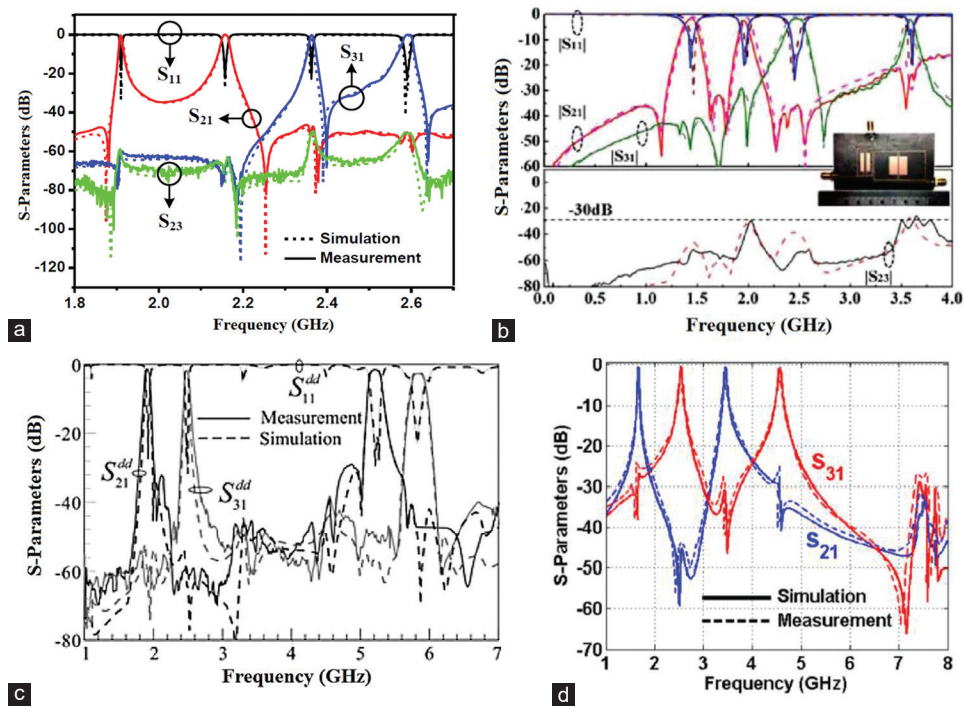 0
-20
-40
-60
-80
-100
-120
S-Parameters (dB)
S11
S21
S31
S23
Simulation
Measurement
1.8 2.0 2.2 2.4 2.6
Frequency (GHz)
a
0
-10
-20
-30
-40
-50
-60
0
-20
-40
-60
-80
S-Parameters (dB)
|S11|
|S21|
|S31|
-30dB
|S23|
0.0 0.5 1.0 1.5 2.0 2.5 3.0 3.5 4.0
Frequency (GHz)
b
0
-20
-40
-60
-80
S-Parameters (dB)
S11dd
Measurement
Simulation
S21dd
S31dd
1 2 3 4 5 6 7
Frequency (GHz)
c
0
-10
-20
-30
-40
-50
-60
-70
S-Parameters (dB)
S31
S21
Simulation
Measurement
1 2 3 4 5 6 7 8
Frequency (GHz)
d